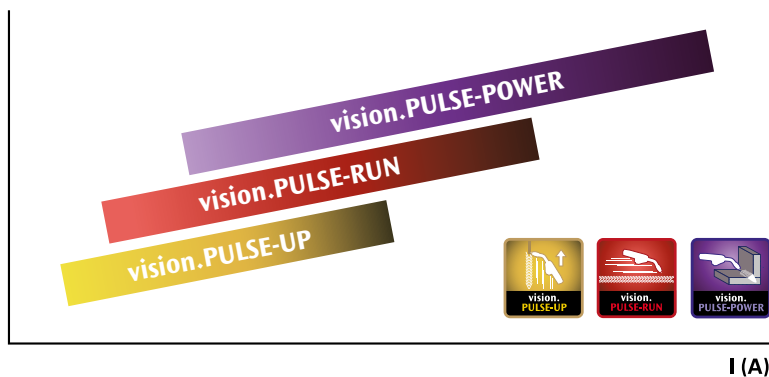 vision.PULSE-POWER
vision.PULSE-RUN
vision.PULSE-UP
vision.
PULSE-UP
vision.
PULSE-RUN
vision.
PULSE-POWER
I (A)